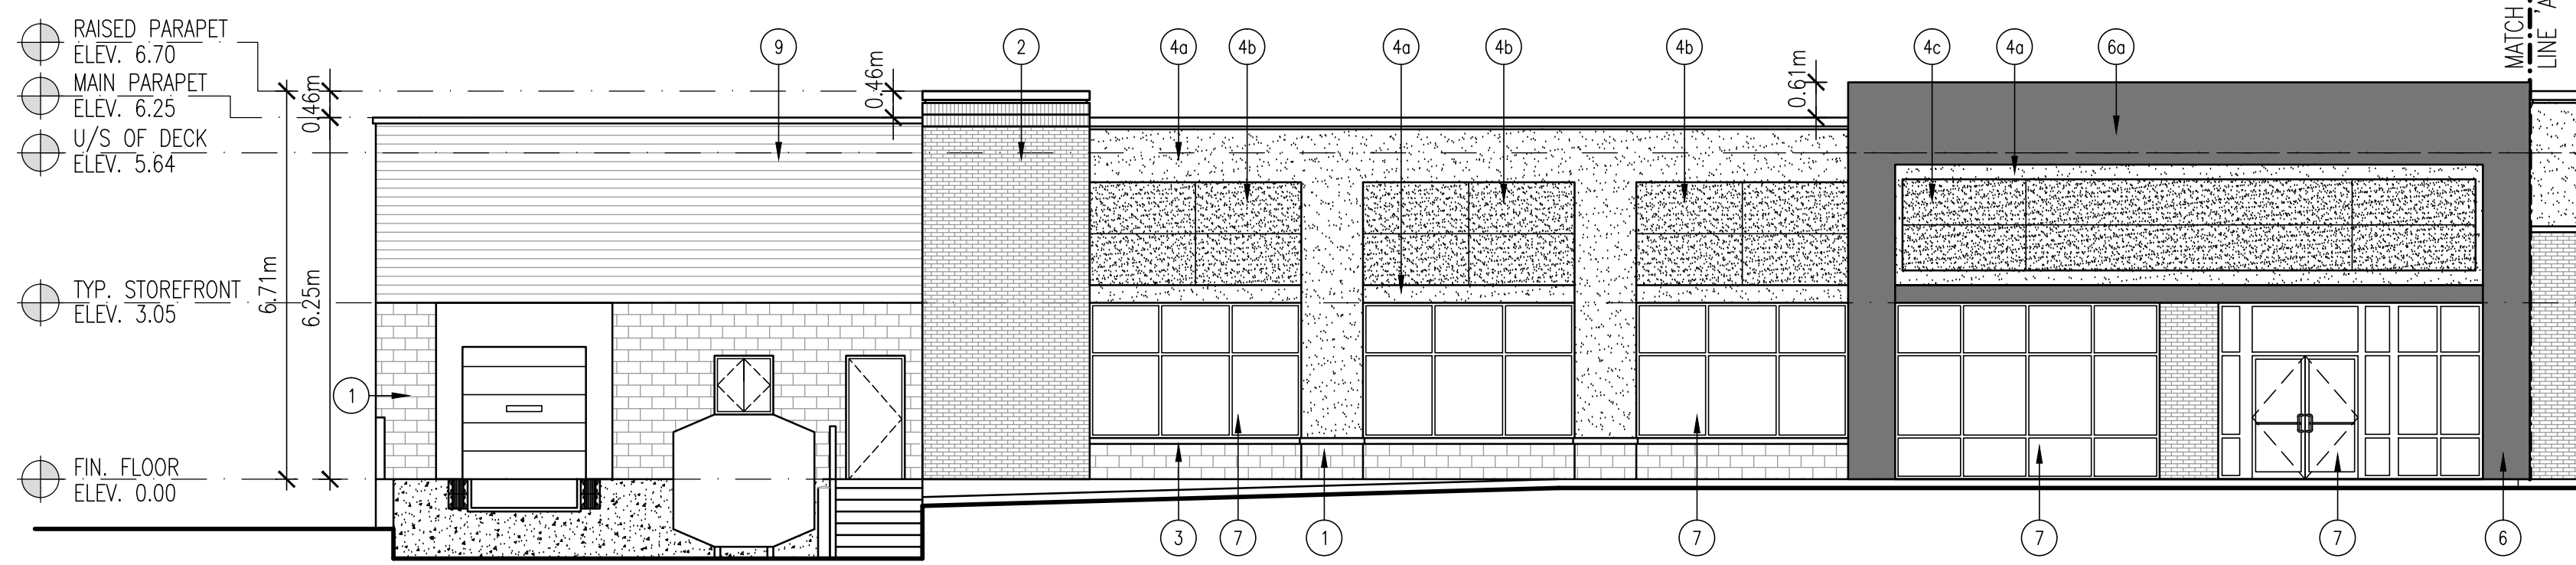 RAISED PARAPET
ELEV. 6.70
MAIN PARAPET
ELEV. 6.25
U/S OF DECK
ELEV. 5.64
TYP. STOREFRONT
ELEV. 3.05
FIN. FLOOR
ELEV. 0.00
6.71m
0.46m
6.25m
9
0.46m
2
4a
4b
4a
4b
4b
0.61m
4c
4a
6a
MATCH
LINE 'A
1
3
7
1
7
7
7
6